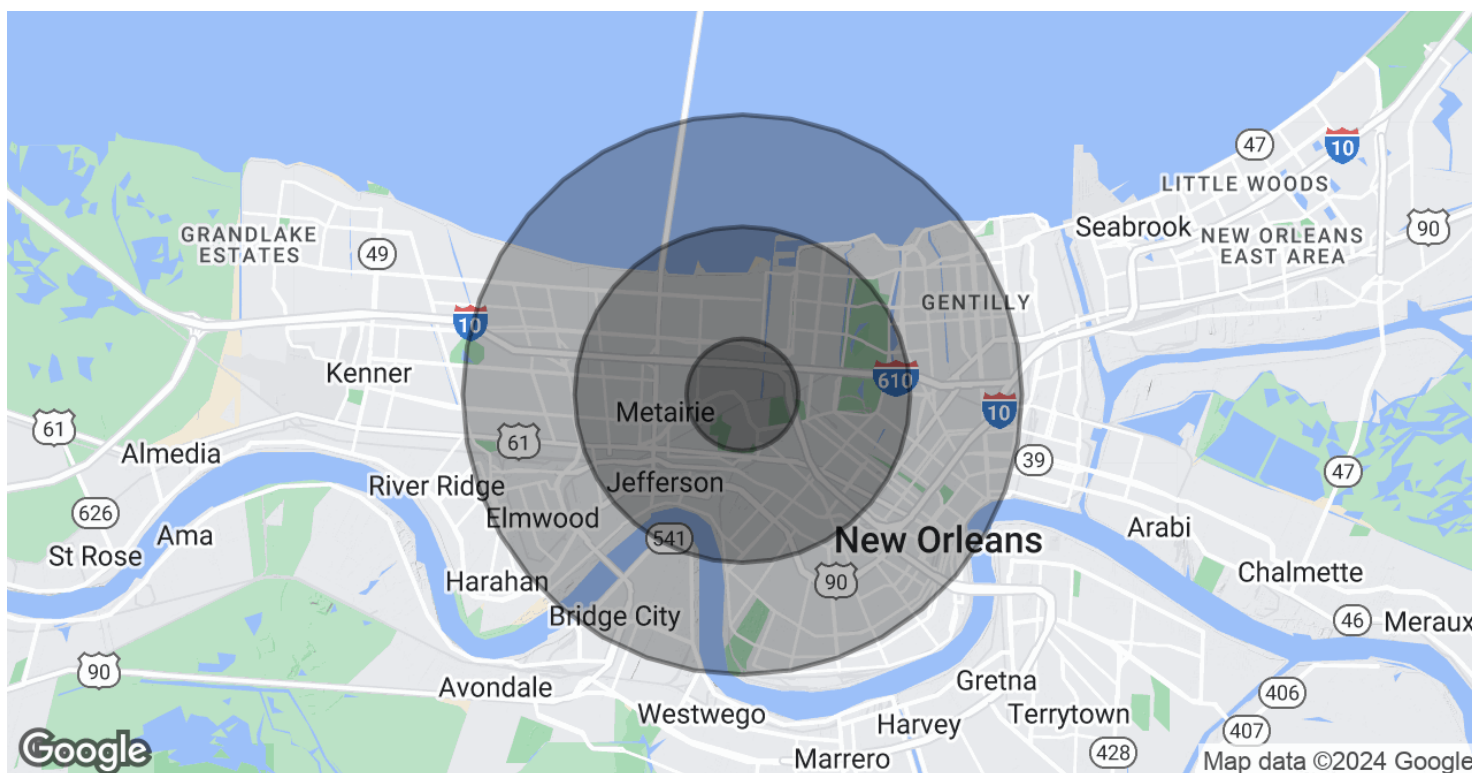 47
10
LITTLE WOODS
Seabrook
90
GRANDLAKE
ESTATES
49
NEW ORLEANS
EAST AREA
GENTILLY
10
Kenner
610
10
Metairie
61
61
Almedia
39
47
River Ridge
Jefferson
626
Elmwood
Ama
St Rose
541
New Orleans
Arabi
Harahan
90
Chalmette
Bridge City
46
Meraux
90
Avondale
Gretna
406
Westwego
Harvey
Terrytown
407
Google
Marrero
428
Map data ©2024 Google